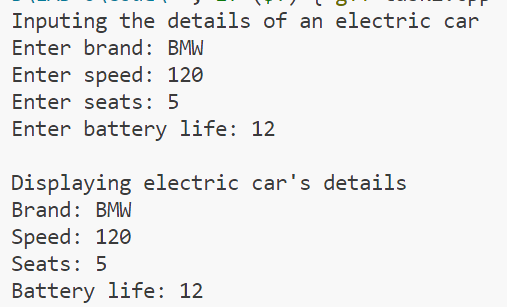 Inputing the details of an electric car
Enter brand: BMW
Enter speed: 120
Enter seats: 5
Enter battery life: 12
Displaying electric car's details
Brand: BMW
Speed: 120
Seats: 5
Battery life: 12